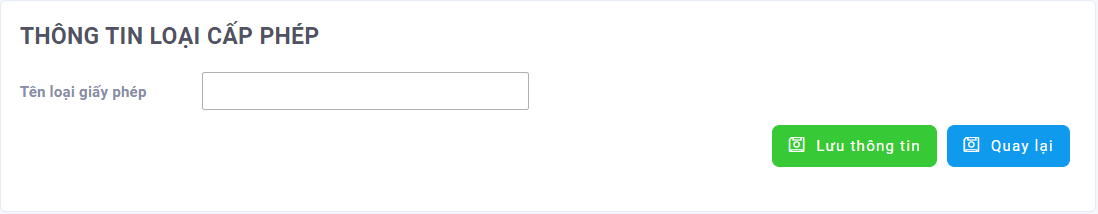 THÔNG TIN LOẠI CẤP PHÉP
Tên loại giấy phép
Lưu thông tin
Quay lại